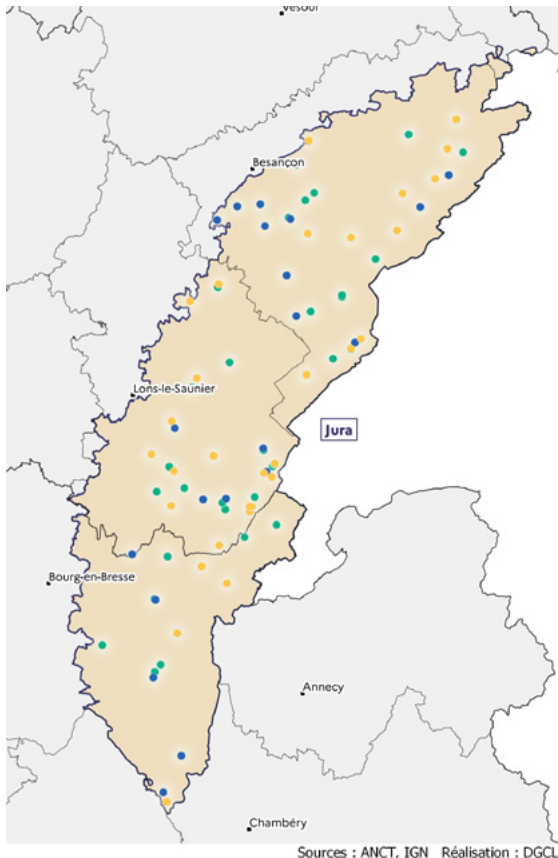 Vesoul
Besançon
Lons-le-Saunier
Jura
Bourg-en-Bresse
Annecy
Chambéry
Sources : ANCT, IGN Réalisation : DGCL